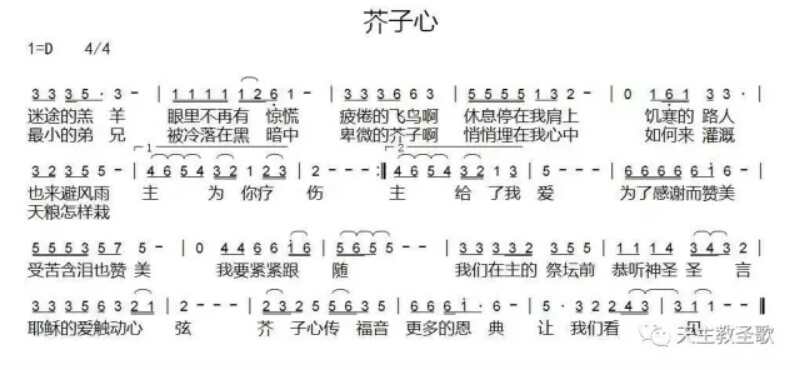 芥子心
1=D 4/4
3 3 3 5 · 3 - | 1 1 1 1 1 2 6 1 - | 3 3 3 6 6 3 | 5 5 5 5 5 1 3 2 - | 0 1 6 1 3 3 |
迷途的羔 羊 眼里不再有 惊慌 疲倦的飞鸟啊 休息停在我肩上 饥寒的 路人
最小的弟 兄 被冷落在黑 暗中 卑微的芥子啊 悄悄埋在我心中 如何来 灌溉
1 2
3 2 3 5 5 - | 4 6 5 4 3 2 1 2 3 | 2 - - - :‖ 4 6 5 4 3 2 1 3 | 1 - - - | 6 6 6 6 6 1 6 |
也来避风雨 主 为 你疗 伤 主 给 了我 爱 为了感谢而赞美
天粮怎样栽
5 5 5 3 5 7 5 - | 0 4 4 6 6 1 6 | 5 6 5 5 - - | 3 3 3 3 3 2 3 5 5 | 1 1 1 4 3 4 3 2 |
受苦含泪也赞 美 我要紧紧跟 随 我们在主的 祭坛前 恭听神圣 圣 言
3 3 3 5 6 3 2 1 | 2 - - - | 2 3 2 5 5 6 5 | 6 6 6 6 1 · 6 | 5 · 3 2 2 2 4 3 | 1 - - - ‖
耶稣的爱触动心 弦 芥 子心传 福音 更多的恩 典 让 我们看 见
天生教圣歌